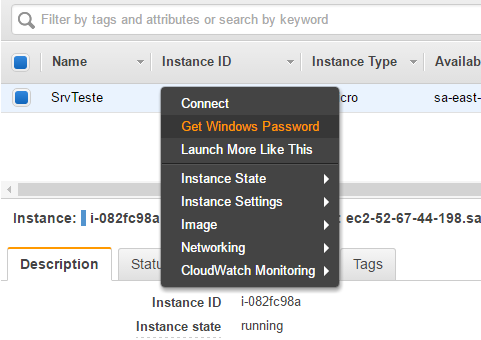 Filter by tags and attributes or search by keyword
Name Instance ID Instance Type Availab
SrvTeste cro sa-east-
Connect
Get Windows Password
Launch More Like This
Instance State
Instance Settings
Image
Networking
CloudWatch Monitoring
Instance: i-082fc98a : ec2-52-67-44-198.sa
Description Statu Tags
Instance ID i-082fc98a
Instance state running